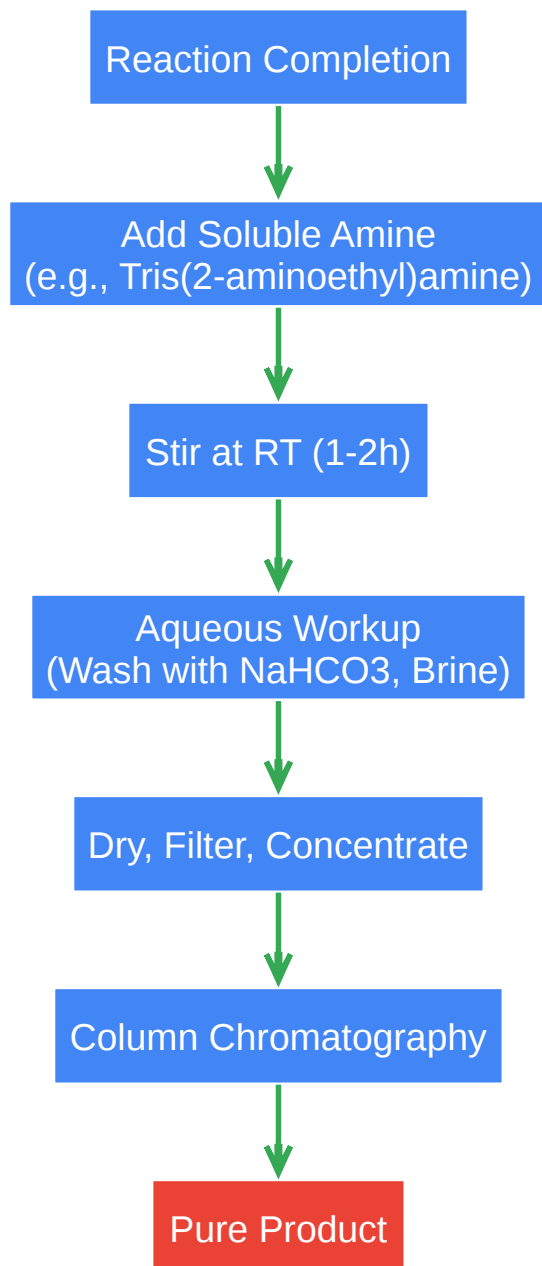 Reaction Completion
Add Soluble Amine
(e.g., Tris(2-aminoethyl)amine)
Stir at RT (1-2h)
Aqueous Workup
(Wash with NaHCO3, Brine)
Dry, Filter, Concentrate
Column Chromatography
Pure Product